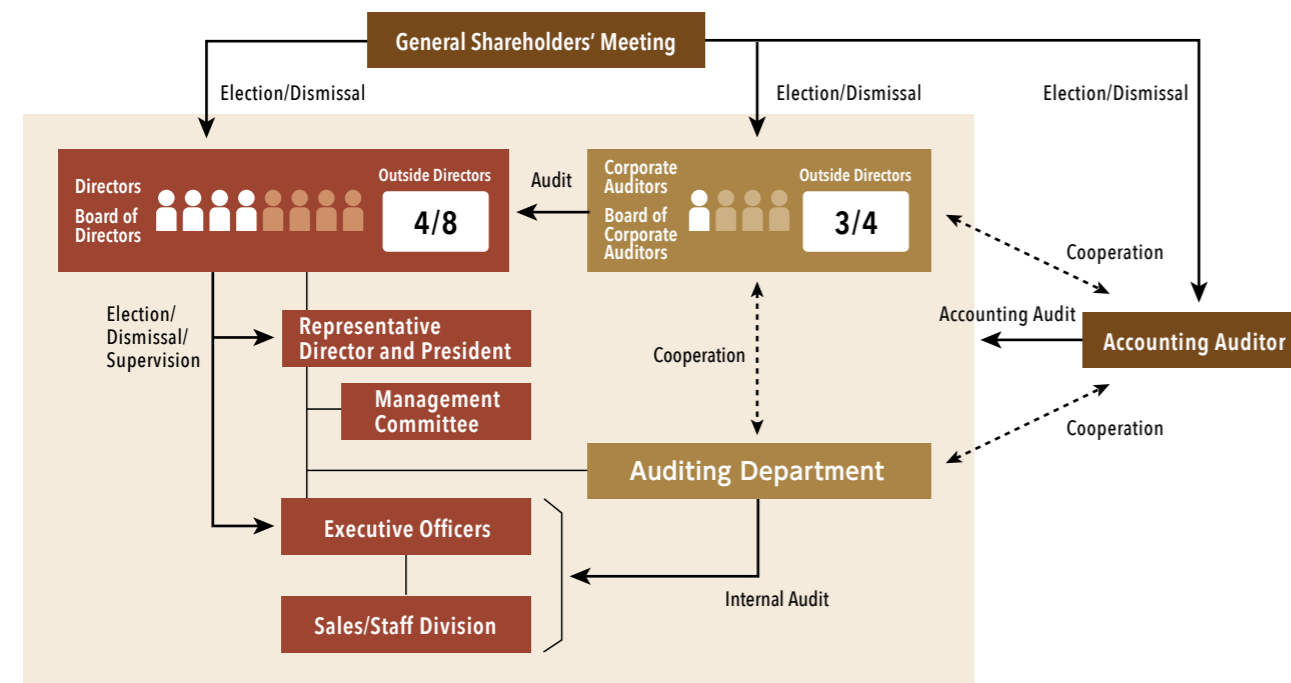 General Shareholders’ Meeting
Election/Dismissal
Election/Dismissal
Election/Dismissal
Directors
Board of
Directors
Outside Directors
4/8
Audit
Corporate
Auditors
Board of
Corporate
Auditors
Outside Directors
3/4
Cooperation
Election/
Dismissal/
Supervision
Representative
Director and President
Cooperation
Accounting Audit
Accounting Auditor
Management
Committee
Cooperation
Auditing Department
Executive Officers
Internal Audit
Sales/Staff Division